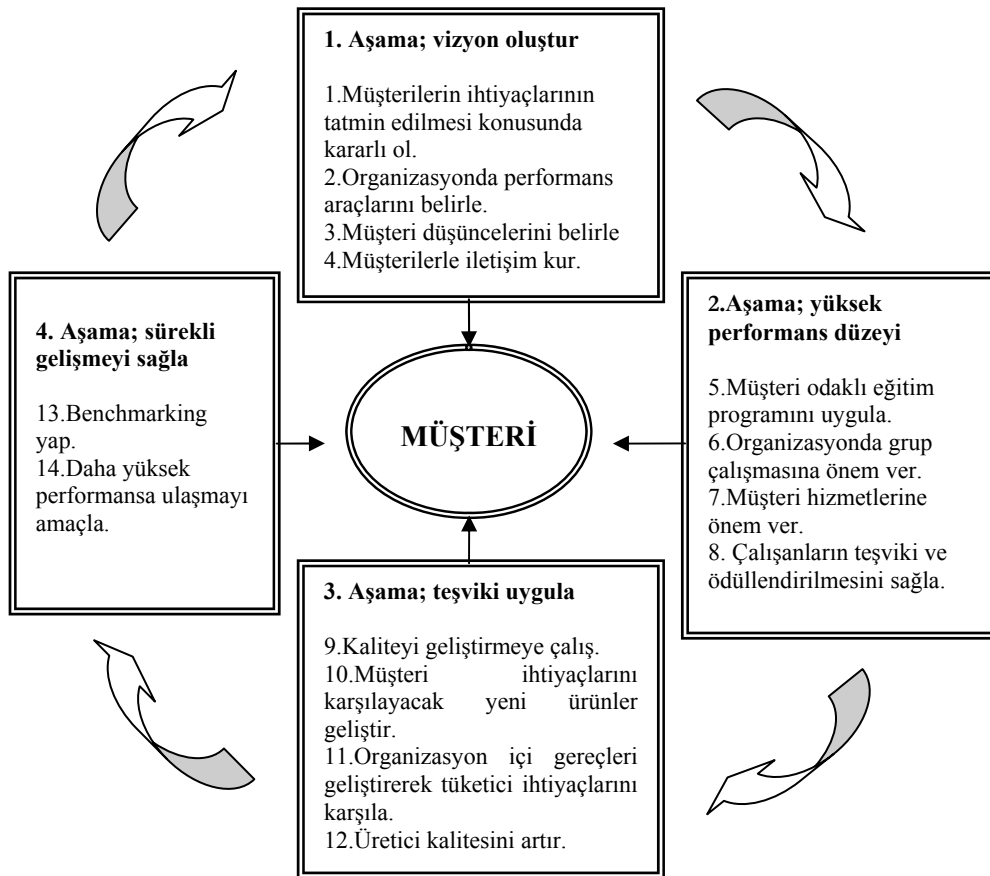 1. Aşama; vizyon oluştur
1.Müşterilerin ihtiyaçlarının
tatmin edilmesi konusunda
kararlı ol.
2.Organizasyonda performans
araçlarını belirle.
3.Müşteri düşüncelerini belirle
4.Müşterilerle iletişim kur.
2.Aşama; yüksek
performans düzeyi
5.Müşteri odaklı eğitim
programını uygula.
6.Organizasyonda grup
çalışmasına önem ver.
7.Müşteri hizmetlerine
önem ver.
8. Çalışanların teşviki ve
ödüllendirilmesini sağla.
4. Aşama; sürekli
gelişmeyi sağla
13.Benchmarking
yap.
14.Daha yüksek
performansa ulaşmayı
amaçla.
MÜŞTERİ
3. Aşama; teşviki uygula
9.Kaliteyi geliştirmeye çalış.
10.Müşteri ihtiyaçlarını
karşılayacak yeni ürünler
geliştir.
11.Organizasyon içi gereçleri
geliştirerek tüketici ihtiyaçlarını
karşıla.
12.Üretici kalitesini artır.